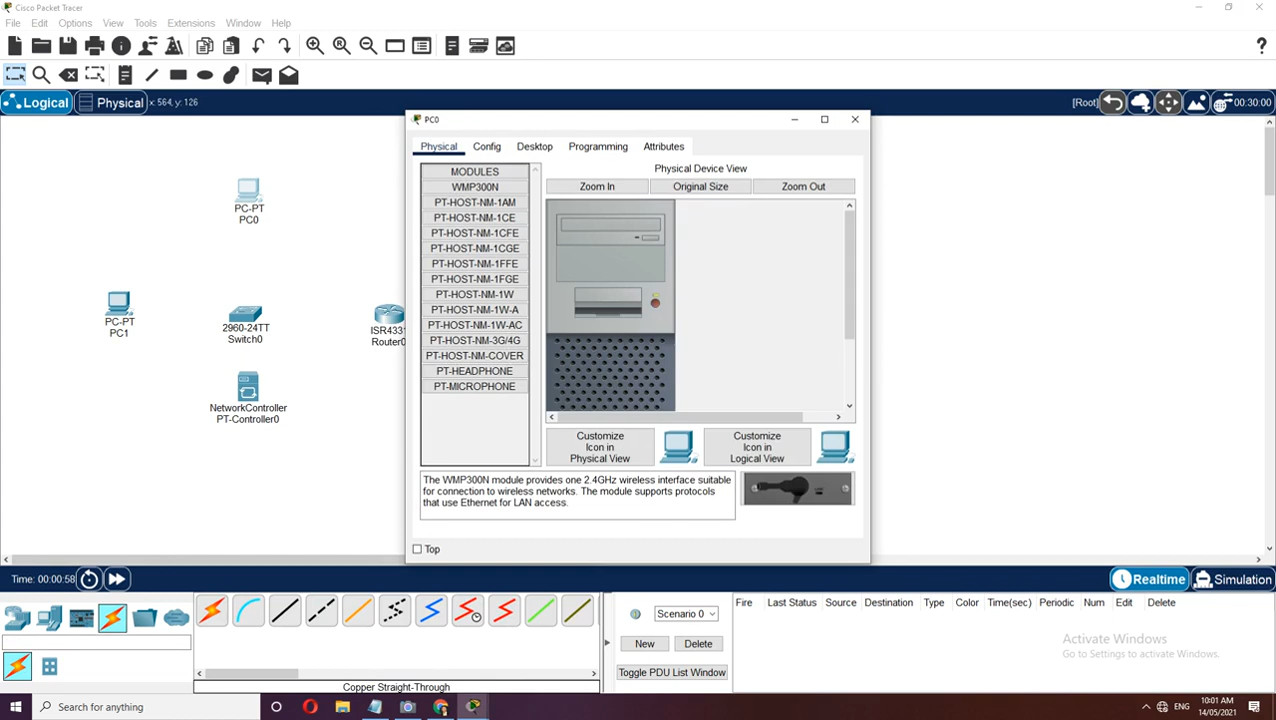 Cisco Packet Tracer
File Edit Options View Tools Extensions Window Help
Logical Physical x: 564, y: 126 [Root] 00:30:00
PC0
Physical Config Desktop Programming Attributes
MODULES
WMP300N
PT-HOST-NM-1AM
PT-HOST-NM-1CE
PT-HOST-NM-1CFE
PT-HOST-NM-1CGE
PT-HOST-NM-1FFE
PT-HOST-NM-1FGE
PT-HOST-NM-1W
PT-HOST-NM-1W-A
PT-HOST-NM-1W-AC
PT-HOST-NM-3G/4G
PT-HOST-NM-COVER
PT-HEADPHONE
PT-MICROPHONE
Physical Device View
Zoom In Original Size Zoom Out
Customize
Icon in
Physical View
Customize
Icon in
Logical View
The WMP300N module provides one 2.4GHz wireless interface suitable
for connection to wireless networks. The module supports protocols
that use Ethernet for LAN access.
Top
PC-PT
PC0
PC-PT
PC1
2960-24TT
Switch0
ISR4331
Router0
NetworkController
PT-Controller0
Time: 00:00:58
Realtime Simulation
Scenario 0
New Delete
Toggle PDU List Window
Fire Last Status Source Destination Type Color Time(sec) Periodic Num Edit Delete
Copper Straight-Through
Activate Windows
Go to Settings to activate Windows.
Search for anything
ENG
10:01 AM
14/05/2021